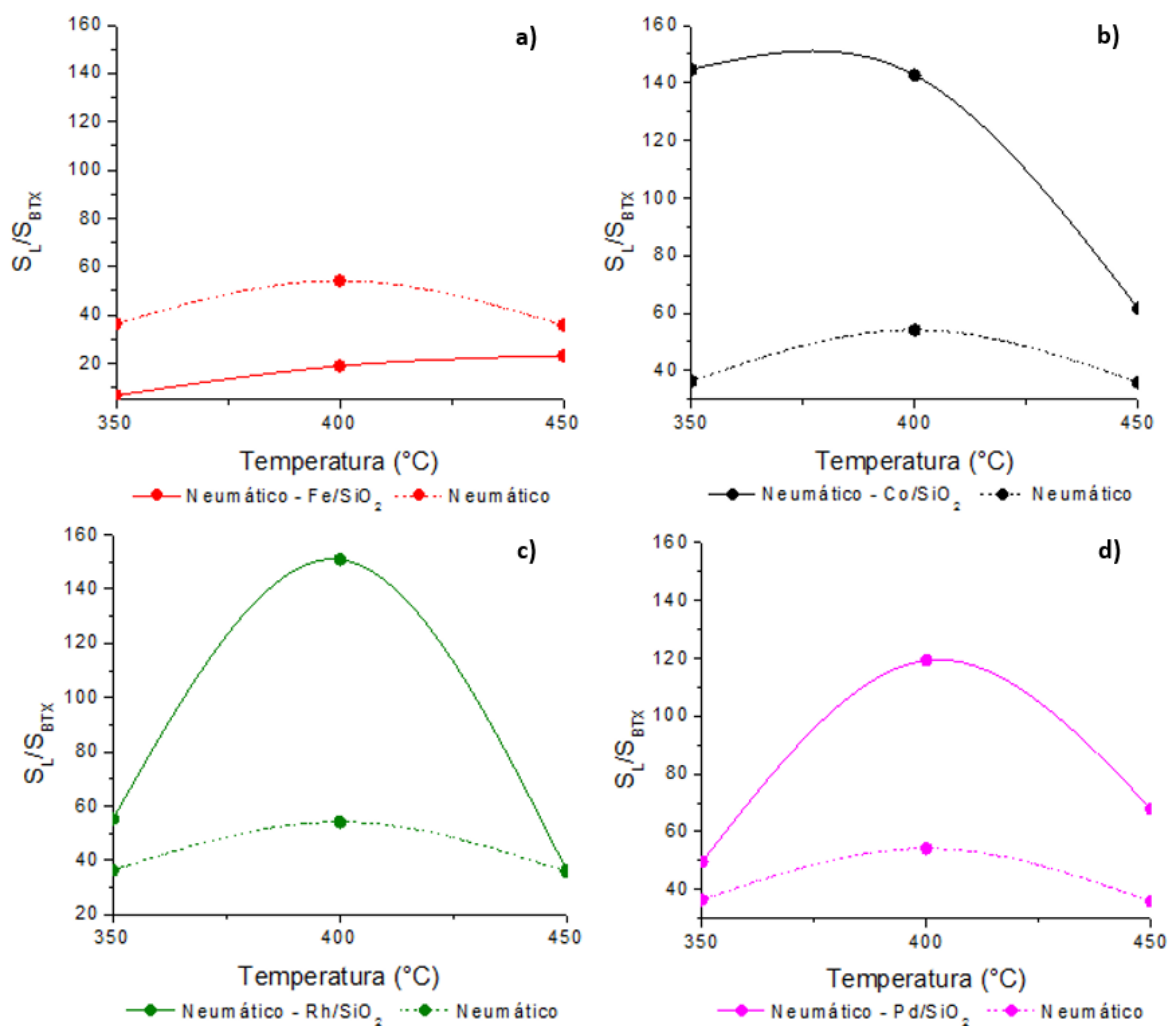 a)
160
140
120
100
80
60
40
20
S_L/S_BTX
350
400
450
Temperatura (°C)
Neumático - Fe/SiO₂ Neumático
b)
160
140
120
100
80
60
40
S_L/S_BTX
350
400
450
Temperatura (°C)
Neumático - Co/SiO₂ Neumático
c)
160
140
120
100
80
60
40
20
S_L/S_BTX
350
400
450
Temperatura (°C)
Neumático - Rh/SiO₂ Neumático
d)
160
140
120
100
80
60
40
S_L/S_BTX
350
400
450
Temperatura (°C)
Neumático - Pd/SiO₂ Neumático